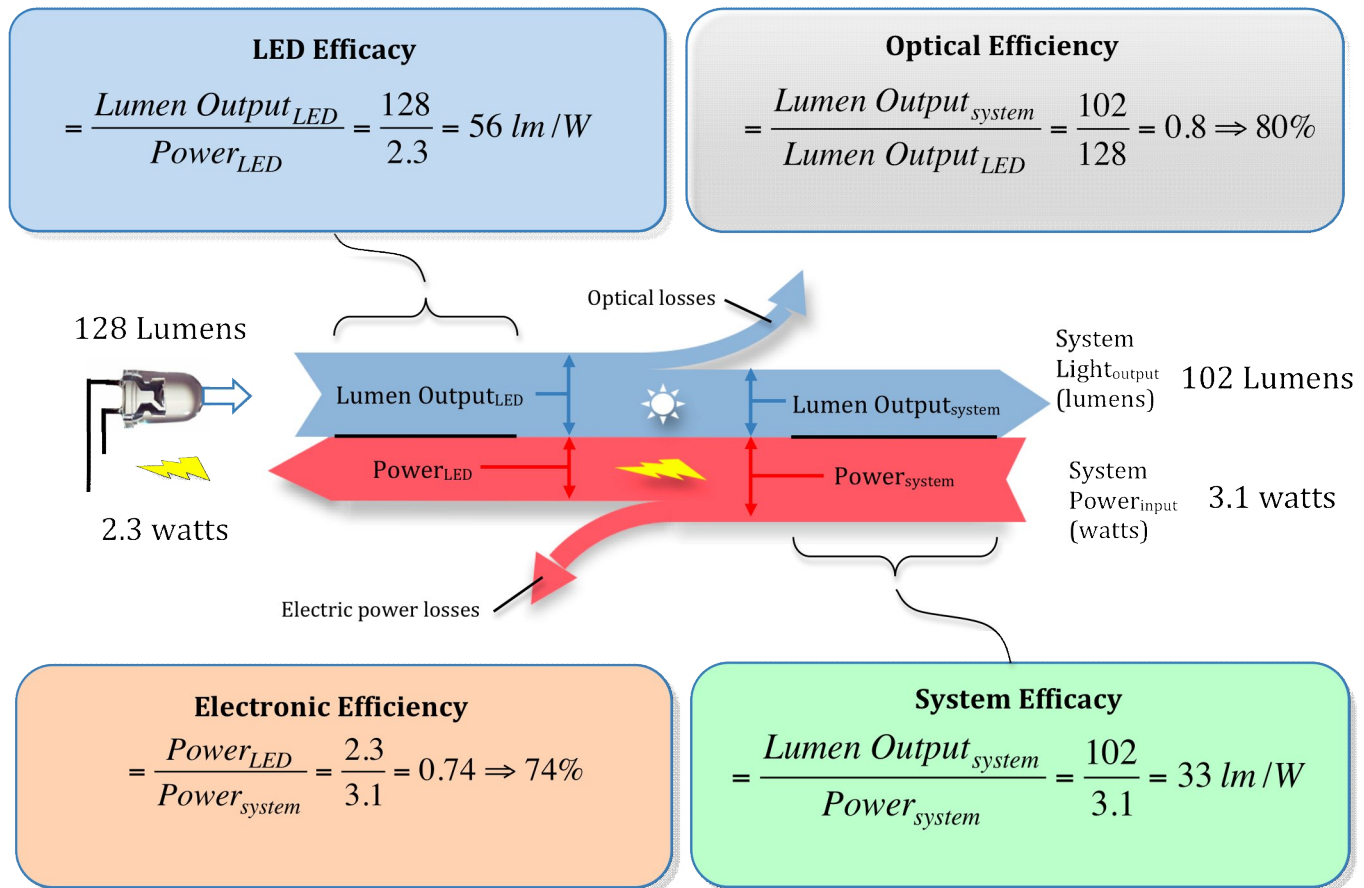 LED Efficacy
= Lumen Output_LED / Power_LED = 128 / 2.3 = 56 lm/W
Optical Efficiency
= Lumen Output_system / Lumen Output_LED = 102 / 128 = 0.8 ⇒ 80%
Optical losses
128 Lumens
Lumen Output_LED
Lumen Output_system
System
Light_output
(lumens)
102 Lumens
Power_LED
Power_system
System
Power_input
(watts)
3.1 watts
2.3 watts
Electric power losses
Electronic Efficiency
= Power_LED / Power_system = 2.3 / 3.1 = 0.74 ⇒ 74%
System Efficacy
= Lumen Output_system / Power_system = 102 / 3.1 = 33 lm/W